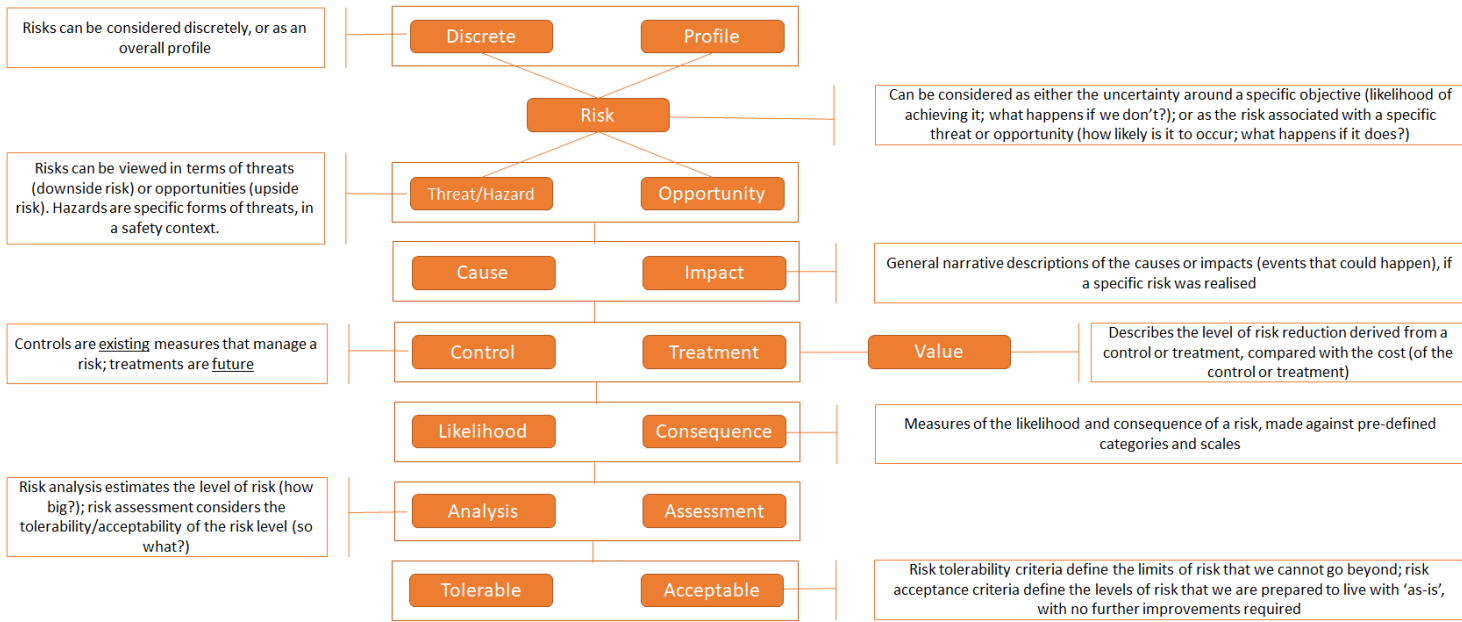 Risks can be considered discretely, or as an
overall profile
Discrete
Profile
Risk
Can be considered as either the uncertainty around a specific objective (likelihood of
achieving it; what happens if we don't?); or as the risk associated with a specific
threat or opportunity (how likely is it to occur; what happens if it does?)
Risks can be viewed in terms of threats
(downside risk) or opportunities (upside
risk). Hazards are specific forms of threats, in
a safety context.
Threat/Hazard
Opportunity
Cause
Impact
General narrative descriptions of the causes or impacts (events that could happen), if
a specific risk was realised
Controls are existing measures that manage a
risk; treatments are future
Control
Treatment
Value
Describes the level of risk reduction derived from a
control or treatment, compared with the cost (of the
control or treatment)
Likelihood
Consequence
Measures of the likelihood and consequence of a risk, made against pre-defined
categories and scales
Risk analysis estimates the level of risk (how
big?); risk assessment considers the
tolerability/acceptability of the risk level (so
what?)
Analysis
Assessment
Tolerable
Acceptable
Risk tolerability criteria define the limits of risk that we cannot go beyond; risk
acceptance criteria define the levels of risk that we are prepared to live with ‘as-is’,
with no further improvements required